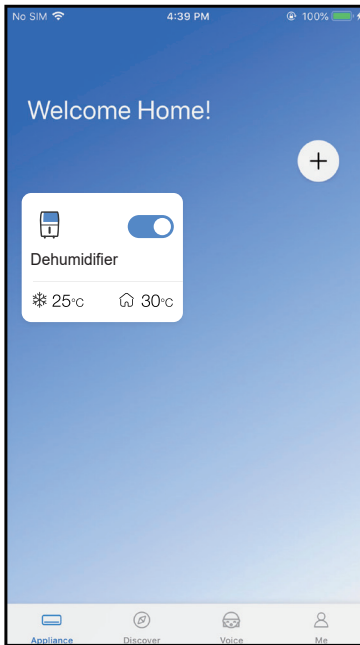 No SIM 4:39 PM 100%
Welcome Home!
+
Dehumidifier
25°C 30°C
Appliance Discover Voice Me